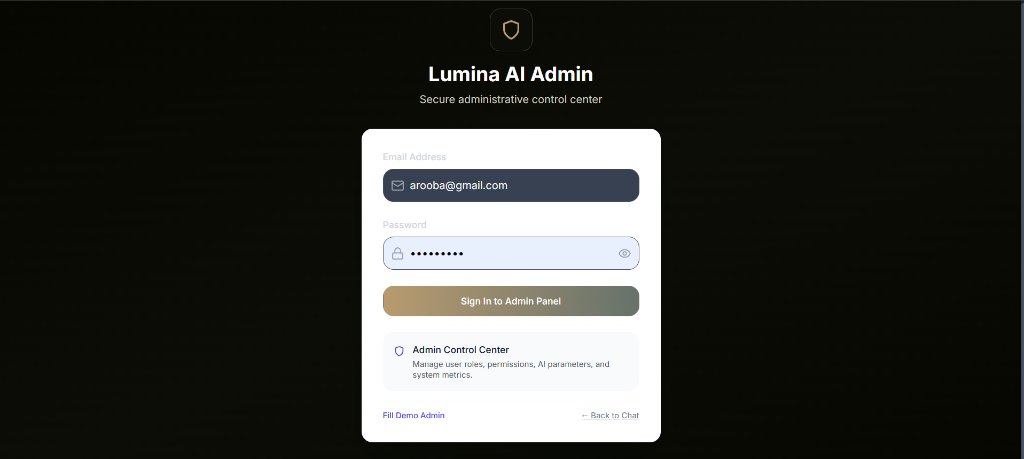 Lumina AI Admin
Secure administrative control center
Email Address
arooba@gmail.com
Password
•••••••••
Sign In to Admin Panel
Admin Control Center
Manage user roles, permissions, AI parameters, and
system metrics.
Fill Demo Admin
← Back to Chat